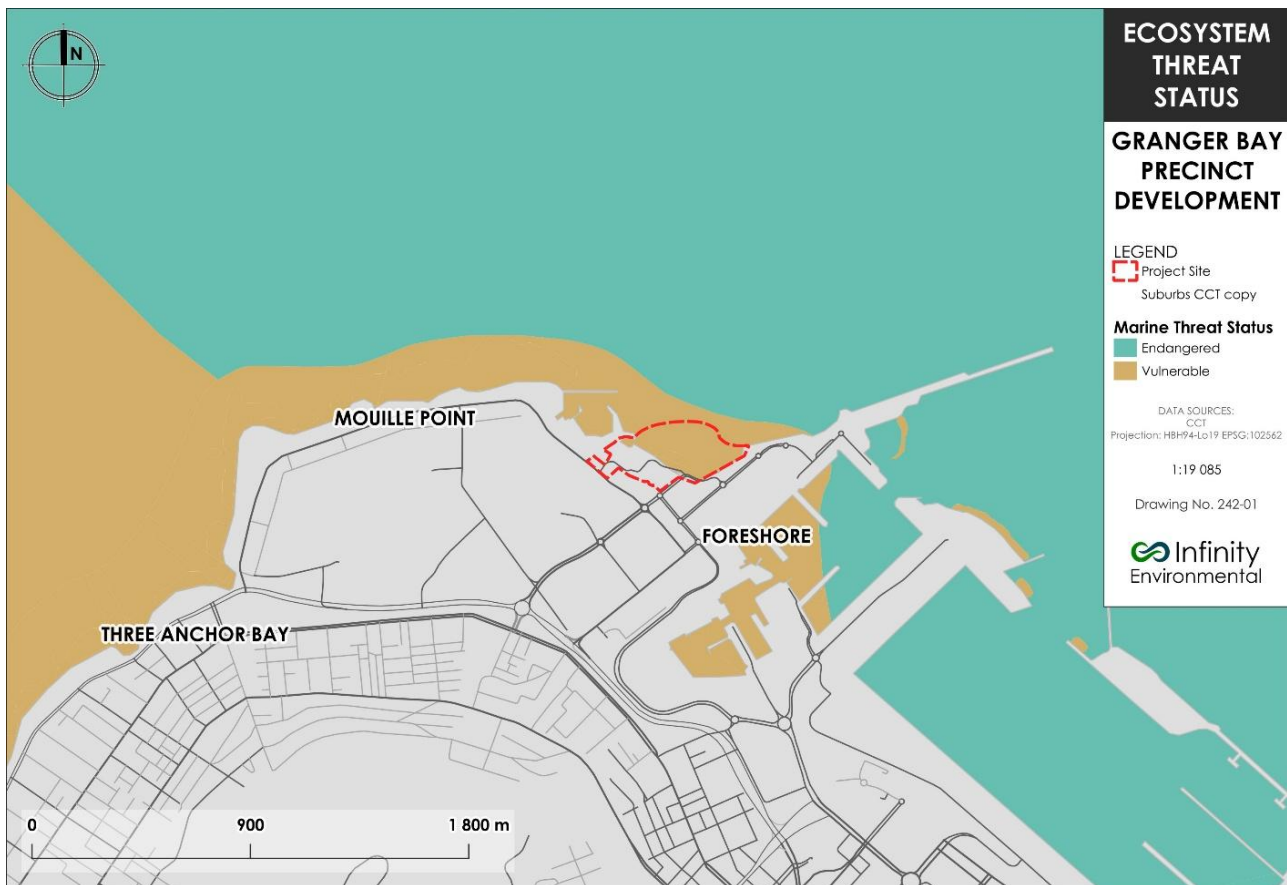 N
ECOSYSTEM
THREAT
STATUS
GRANGER BAY
PRECINCT
DEVELOPMENT
LEGEND
Project Site
Suburbs CCT copy
Marine Threat Status
Endangered
Vulnerable
DATA SOURCES:
CCT
Projection: HBH94-Lo19 EPSG:102562
1:19 085
Drawing No. 242-01
Infinity
Environmental
MOUILLE POINT
FORESHORE
THREE ANCHOR BAY
0 900 1 800 m